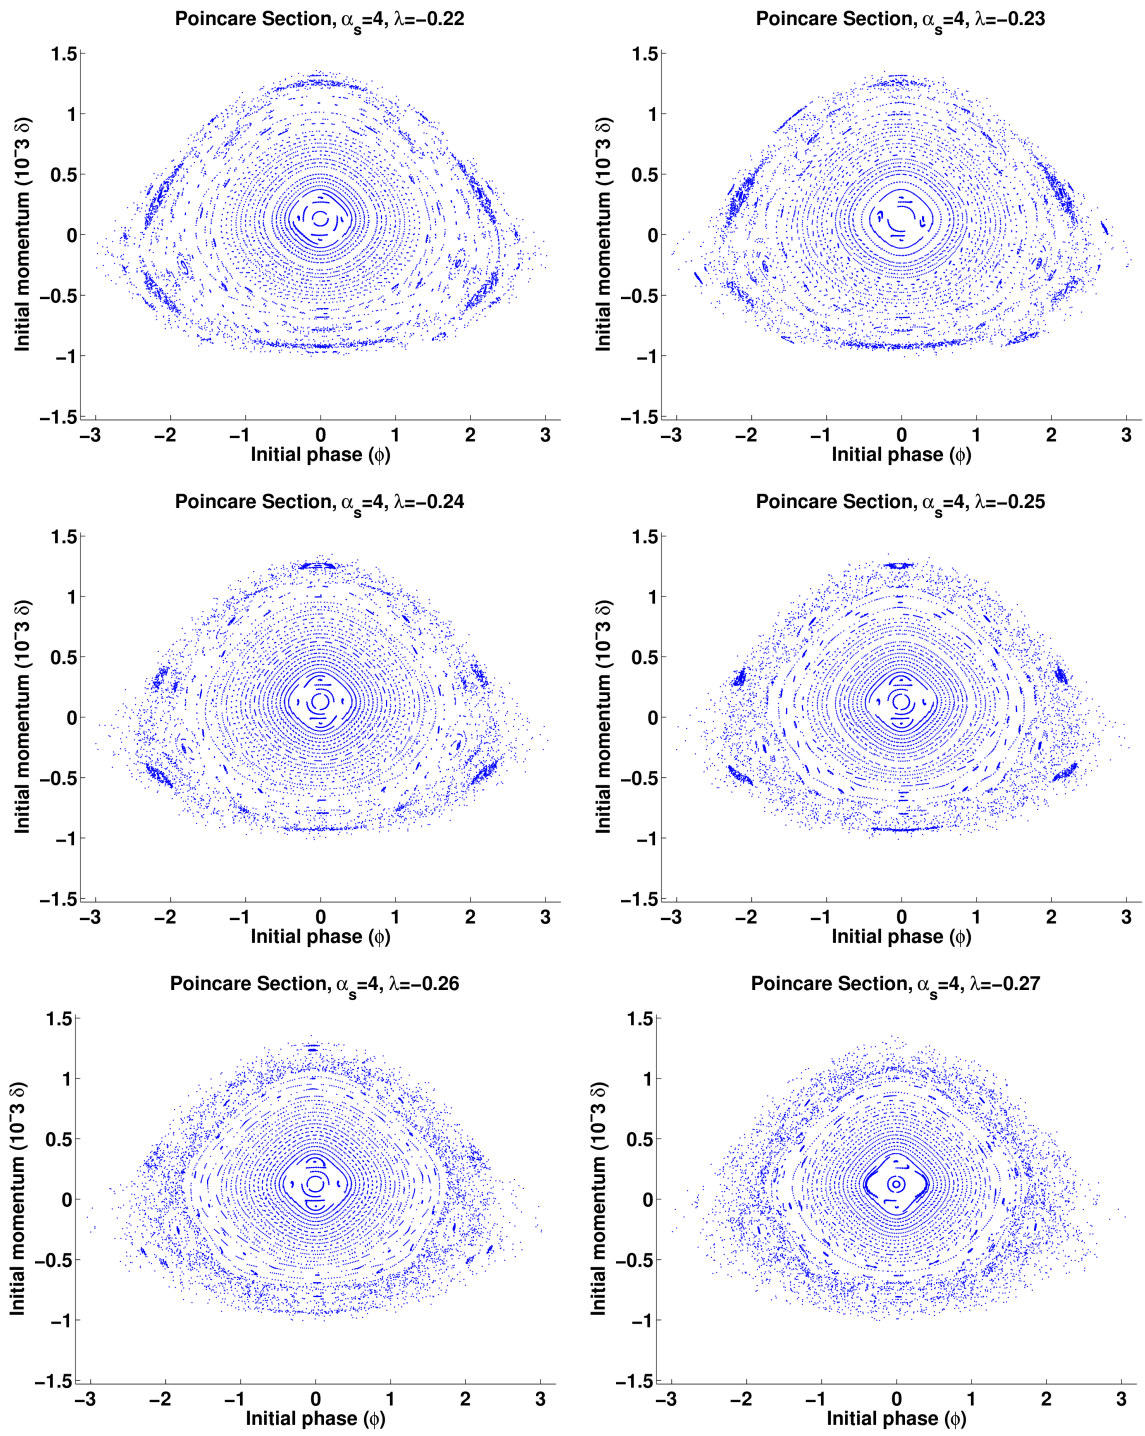 Poincare Section, αs=4, λ=−0.22
1.5
1
0.5
0
−0.5
−1
−1.5
Initial momentum (10−3 δ)
−3 −2 −1 0 1 2 3
Initial phase (ϕ)
Poincare Section, αs=4, λ=−0.23
1.5
1
0.5
0
−0.5
−1
−1.5
Initial momentum (10−3 δ)
−3 −2 −1 0 1 2 3
Initial phase (ϕ)
Poincare Section, αs=4, λ=−0.24
1.5
1
0.5
0
−0.5
−1
−1.5
Initial momentum (10−3 δ)
−3 −2 −1 0 1 2 3
Initial phase (ϕ)
Poincare Section, αs=4, λ=−0.25
1.5
1
0.5
0
−0.5
−1
−1.5
Initial momentum (10−3 δ)
−3 −2 −1 0 1 2 3
Initial phase (ϕ)
Poincare Section, αs=4, λ=−0.26
1.5
1
0.5
0
−0.5
−1
−1.5
Initial momentum (10−3 δ)
−3 −2 −1 0 1 2 3
Initial phase (ϕ)
Poincare Section, αs=4, λ=−0.27
1.5
1
0.5
0
−0.5
−1
−1.5
Initial momentum (10−3 δ)
−3 −2 −1 0 1 2 3
Initial phase (ϕ)